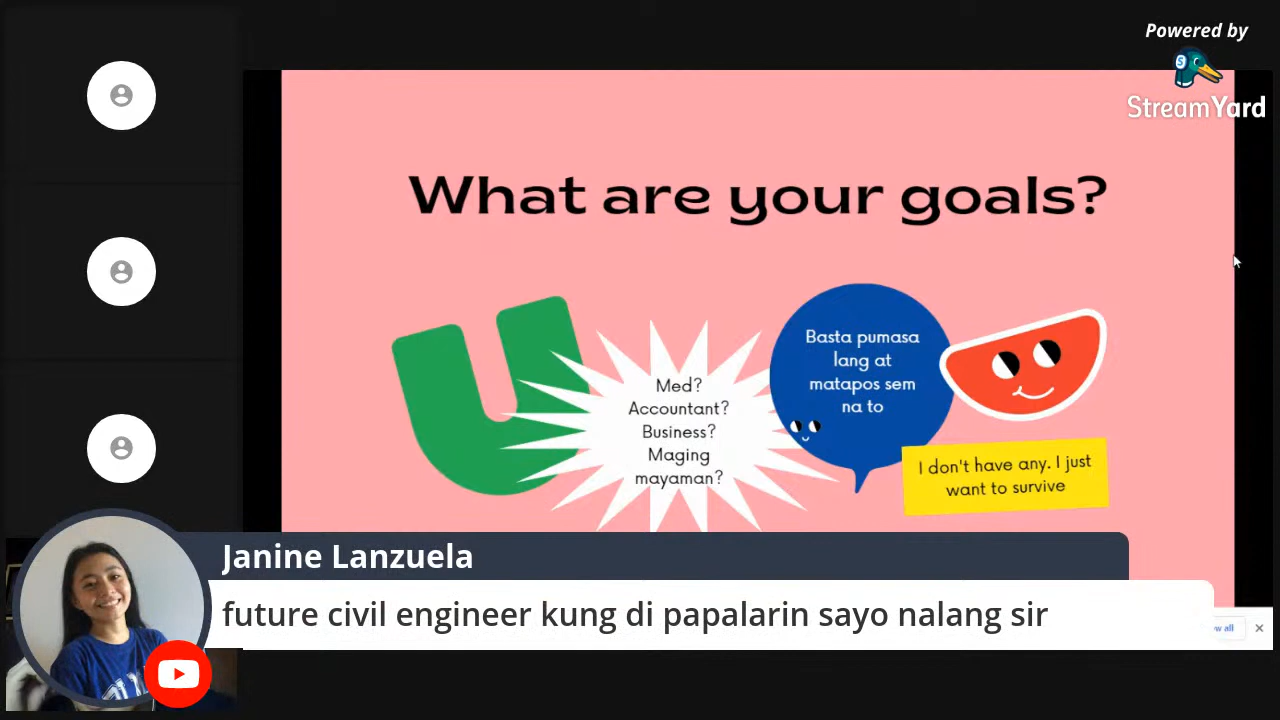 Powered by
StreamYard
What are your goals?
Med?
Accountant?
Business?
Maging
mayaman?
Basta pumasa
lang at
matapos sem
na to
I don't have any. I just
want to survive
Janine Lanzuela
future civil engineer kung di papalarin sayo nalang sir
all